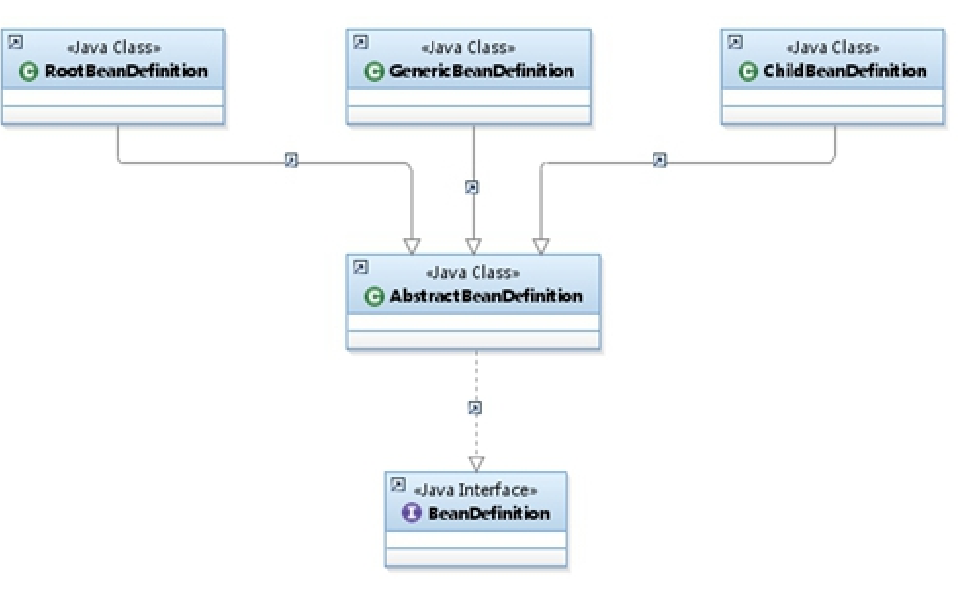 «Java Class»
RootBeanDefinition
«Java Class»
GenericBeanDefinition
«Java Class»
ChildBeanDefinition
«Java Class»
AbstractBeanDefinition
«Java Interface»
BeanDefinition